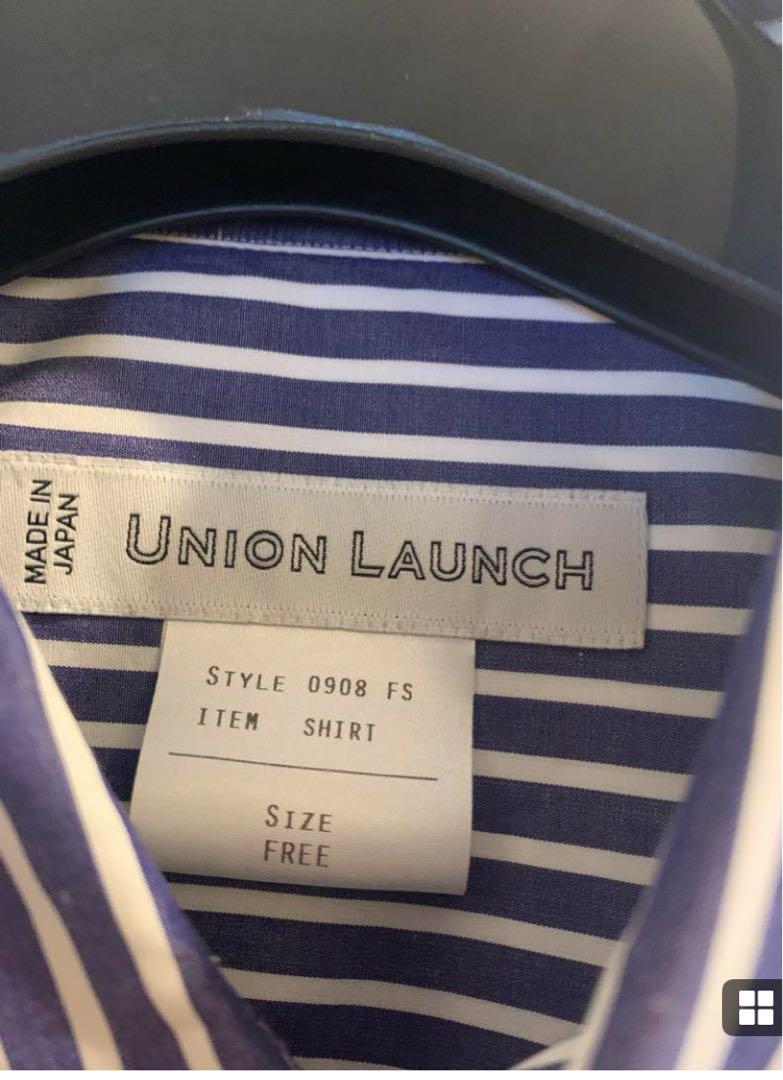 MADE IN
JAPAN
UNION LAUNCH
STYLE 0908 FS
ITEM SHIRT
SIZE
FREE